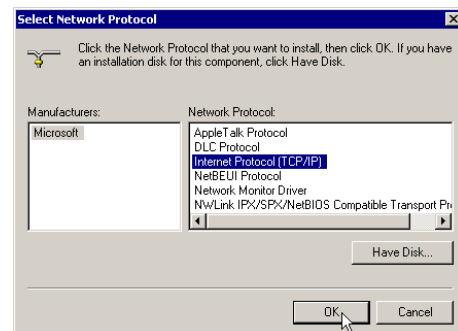 Select Network Protocol
Click the Network Protocol that you want to install, then click OK. If you have
an installation disk for this component, click Have Disk.
Manufacturers:
Microsoft
Network Protocol:
AppleTalk Protocol
DLC Protocol
Internet Protocol (TCP/IP)
NetBEUI Protocol
Network Monitor Driver
NWLink IPX/SPX/NetBIOS Compatible Transport Pr
Have Disk...
OK
Cancel